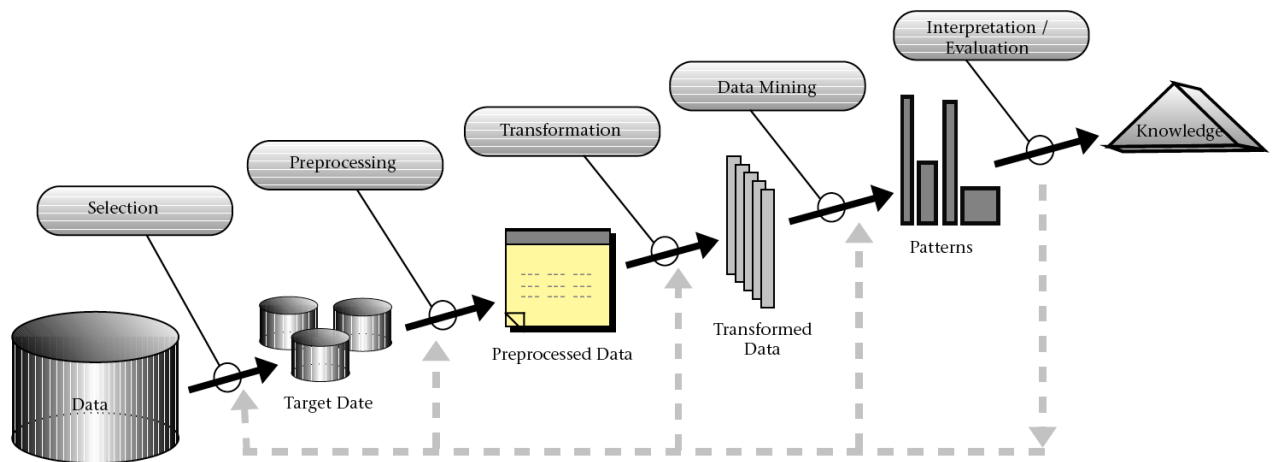 Interpretation /
Evaluation
Data Mining
Transformation
Preprocessing
Selection
Knowledge
Patterns
Transformed
Data
Preprocessed Data
Target Date
Data